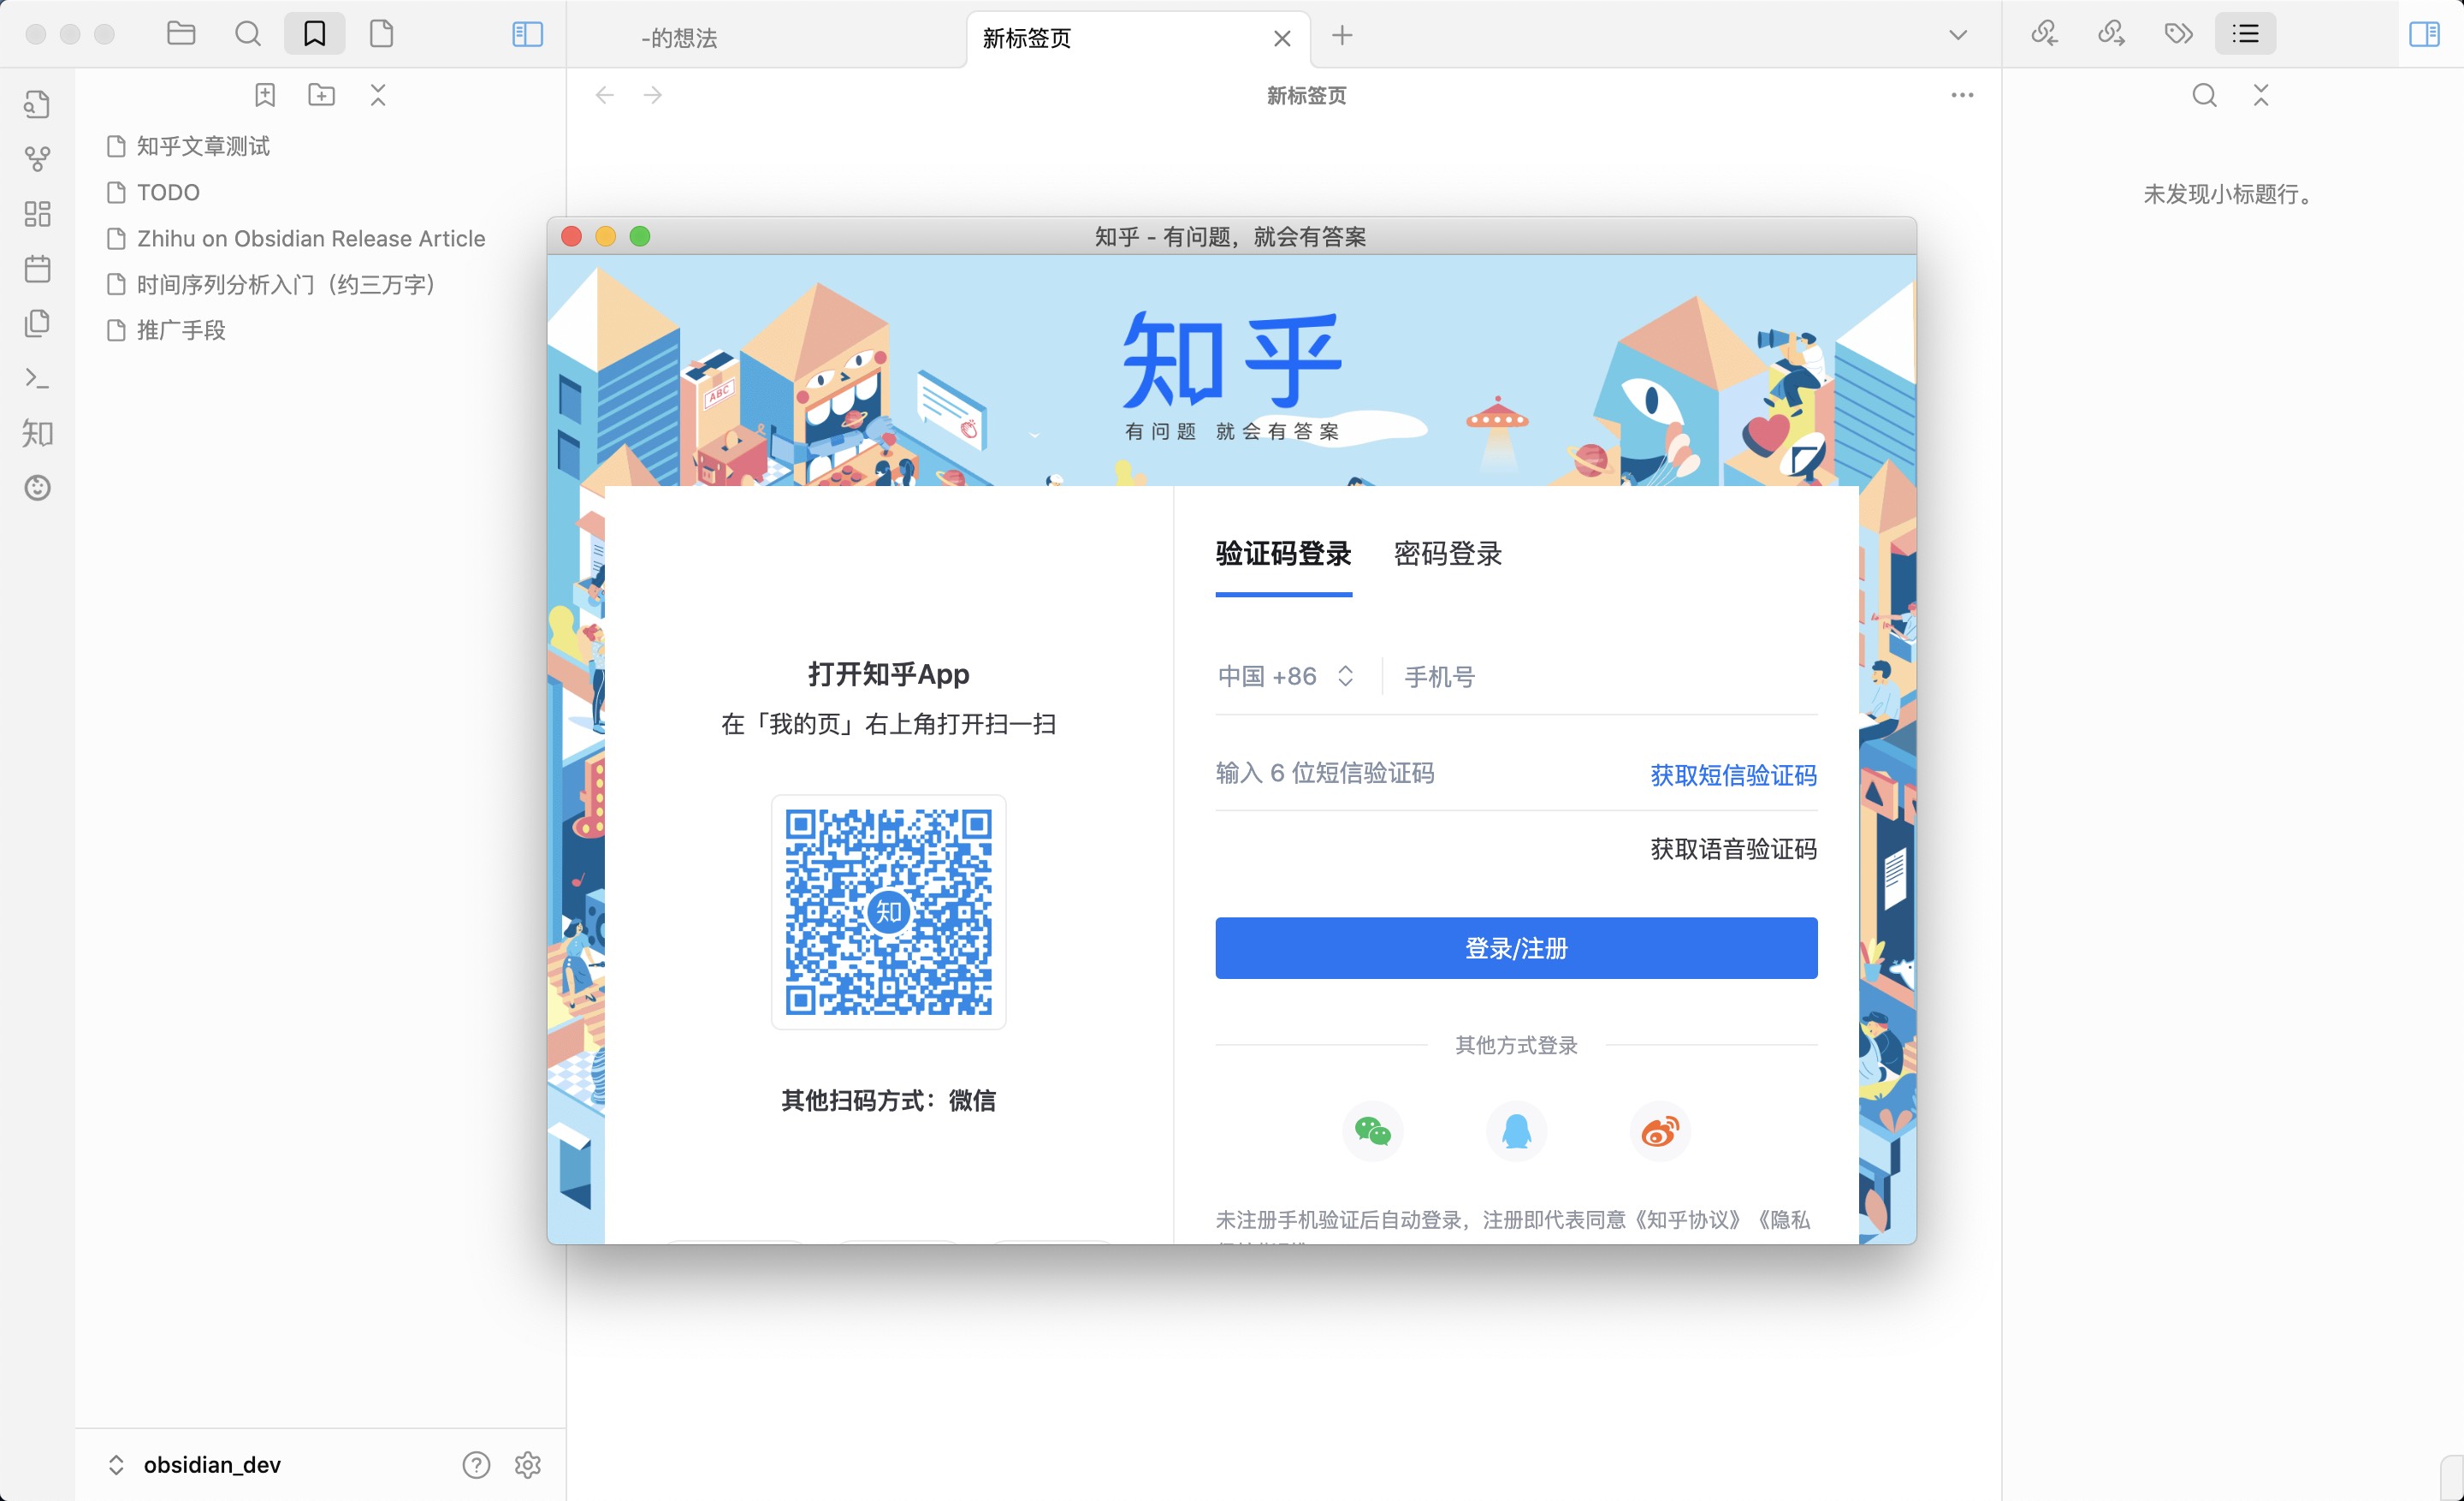 -的想法
新标签页
新标签页
知乎文章测试
TODO
Zhihu on Obsidian Release Article
时间序列分析入门（约三万字）
推广手段
知
obsidian_dev
未发现小标题行。
知乎 - 有问题，就会有答案
ABC
知乎
有问题 就会有答案
打开知乎App
在「我的页」右上角打开扫一扫
知
其他扫码方式：微信
验证码登录 密码登录
中国 +86 手机号
输入 6 位短信验证码 获取短信验证码
获取语音验证码
登录/注册
其他方式登录
未注册手机验证后自动登录，注册即代表同意《知乎协议》《隐私